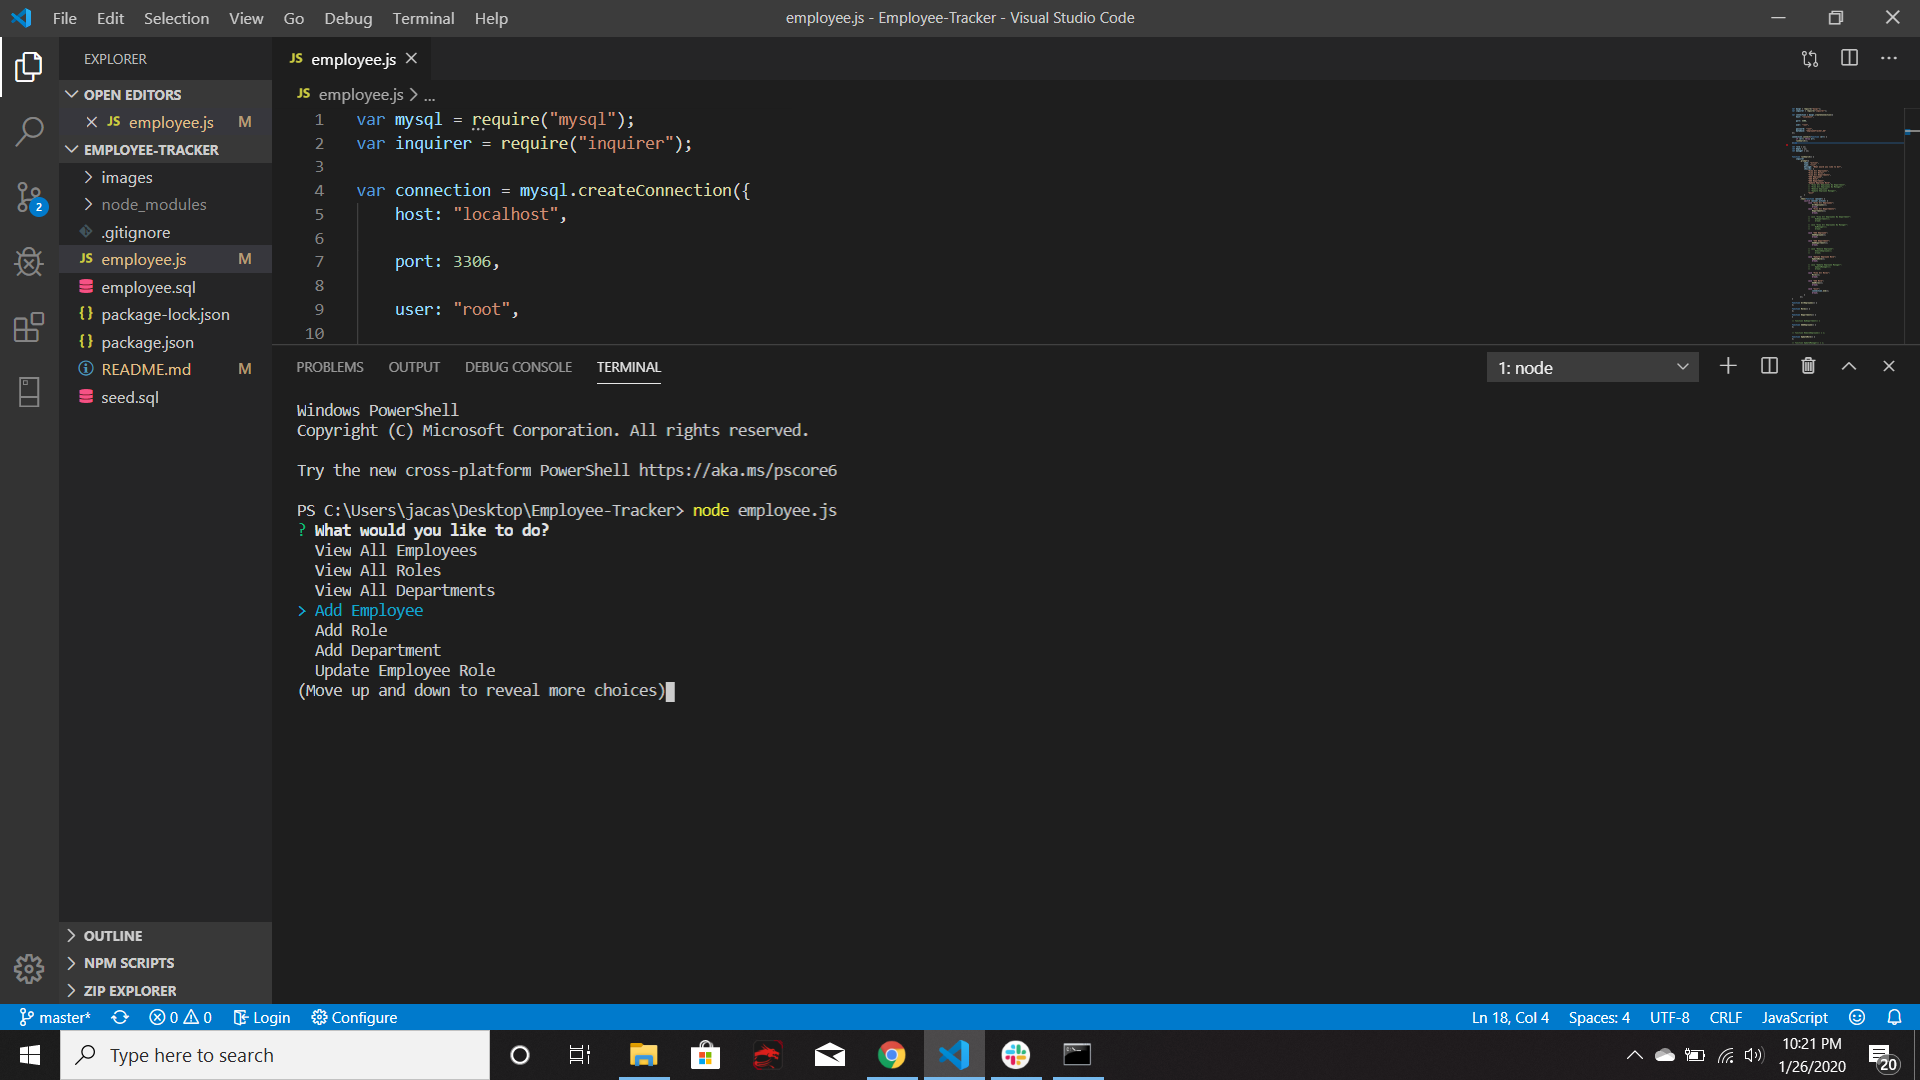 File Edit Selection View Go Debug Terminal Help
employee.js - Employee-Tracker - Visual Studio Code
EXPLORER
OPEN EDITORS
JS employee.js M
EMPLOYEE-TRACKER
images
node_modules
.gitignore
JS employee.js M
employee.sql
{} package-lock.json
{} package.json
README.md M
seed.sql
OUTLINE
NPM SCRIPTS
ZIP EXPLORER
2
JS employee.js
JS employee.js > ...
1 var mysql = require("mysql");
2 var inquirer = require("inquirer");
3
4 var connection = mysql.createConnection({
5 host: "localhost",
6
7 port: 3306,
8
9 user: "root",
10
PROBLEMS OUTPUT DEBUG CONSOLE TERMINAL
1: node
Windows PowerShell
Copyright (C) Microsoft Corporation. All rights reserved.
Try the new cross-platform PowerShell https://aka.ms/pscore6
PS C:\Users\jacas\Desktop\Employee-Tracker> node employee.js
? What would you like to do?
View All Employees
View All Roles
View All Departments
> Add Employee
Add Role
Add Department
Update Employee Role
(Move up and down to reveal more choices)
master* 0 0 Login Configure
Ln 18, Col 4 Spaces: 4 UTF-8 CRLF JavaScript
Type here to search
10:21 PM
1/26/2020
20